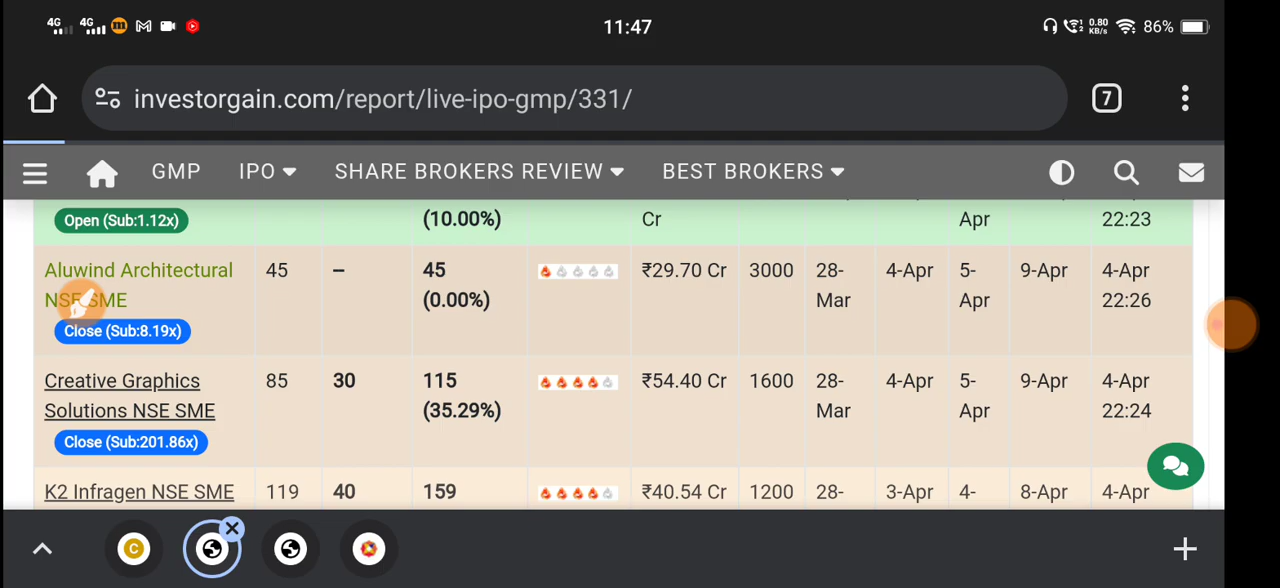 4G 4G m 11:47 0.80 KB/s 86%
investorgain.com/report/live-ipo-gmp/331/ 7
GMP IPO SHARE BROKERS REVIEW BEST BROKERS
Open (Sub:1.12x) (10.00%) Cr Apr 22:23
Aluwind Architectural 45 – 45 ₹29.70 Cr 3000 28- 4-Apr 5- 9-Apr 4-Apr
NSE SME (0.00%) Mar Apr 22:26
Close (Sub:8.19x)
Creative Graphics 85 30 115 ₹54.40 Cr 1600 28- 4-Apr 5- 9-Apr 4-Apr
Solutions NSE SME (35.29%) Mar Apr 22:24
Close (Sub:201.86x)
K2 Infragen NSE SME 119 40 159 ₹40.54 Cr 1200 28- 3-Apr 4- 8-Apr 4-Apr
C